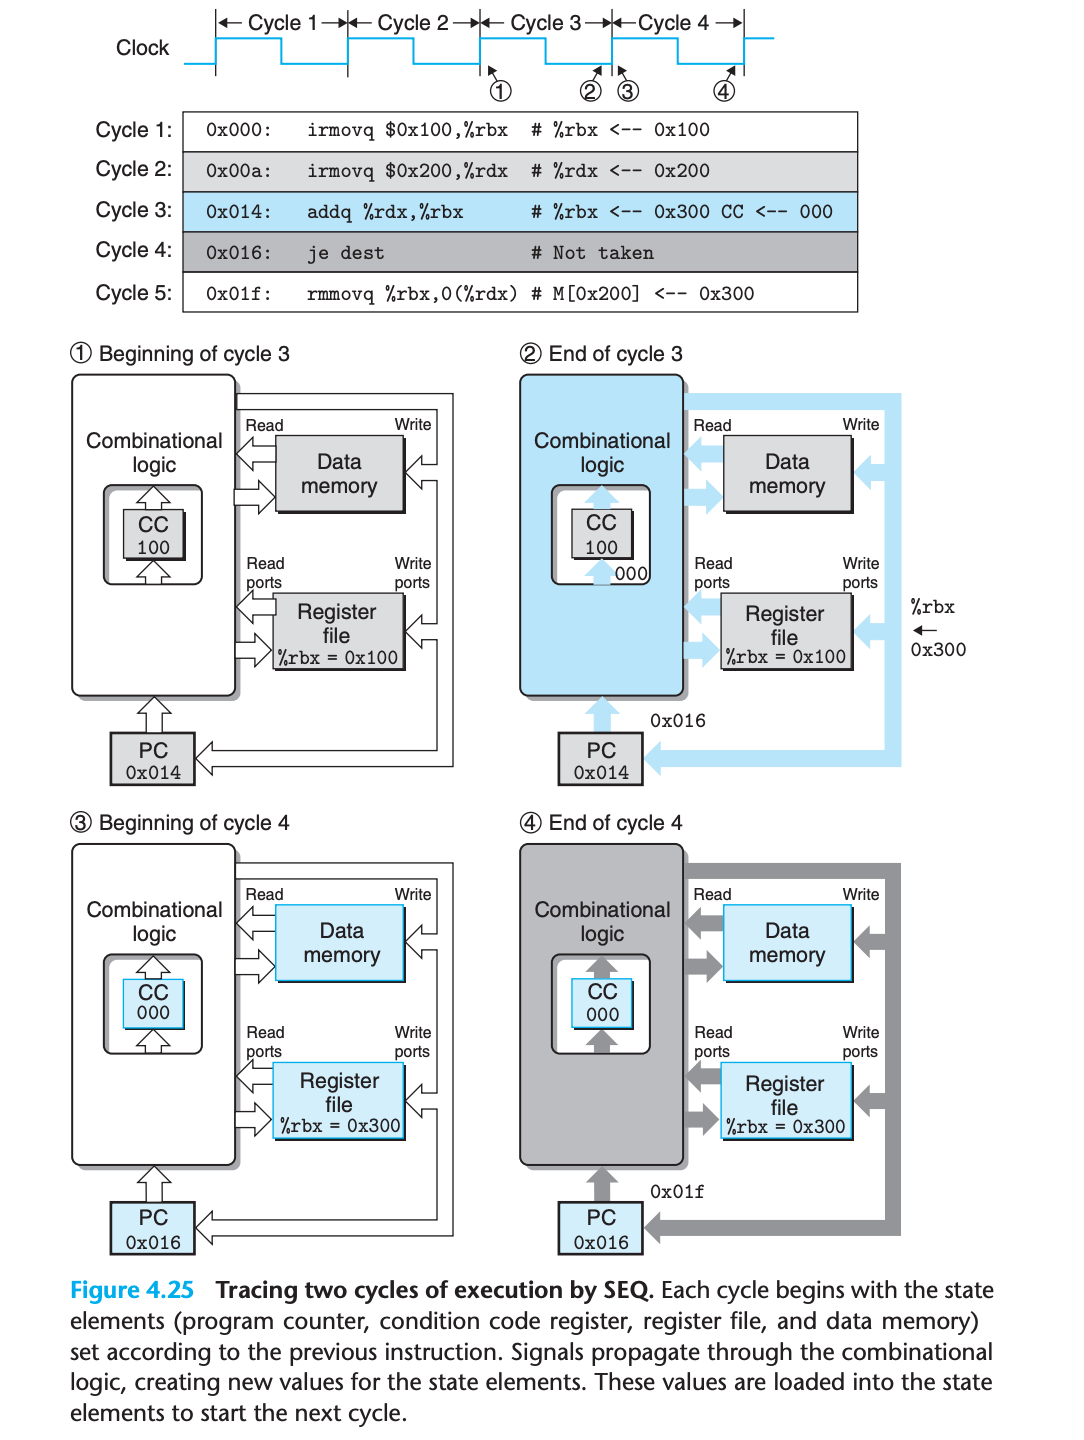 Cycle 1 Cycle 2 Cycle 3 Cycle 4
Clock
① ② ③ ④
Cycle 1: 0x000: irmovq $0x100,%rbx # %rbx <-- 0x100
Cycle 2: 0x00a: irmovq $0x200,%rdx # %rdx <-- 0x200
Cycle 3: 0x014: addq %rdx,%rbx # %rbx <-- 0x300 CC <-- 000
Cycle 4: 0x016: je dest # Not taken
Cycle 5: 0x01f: rmmovq %rbx,0(%rdx) # M[0x200] <-- 0x300
① Beginning of cycle 3
Combinational
logic
CC
100
Read
Write
Data
memory
Read
ports
Write
ports
Register
file
%rbx = 0x100
PC
0x014
② End of cycle 3
Combinational
logic
CC
100
000
Read
Write
Data
memory
Read
ports
Write
ports
Register
file
%rbx = 0x100
%rbx
←
0x300
0x016
PC
0x014
③ Beginning of cycle 4
Combinational
logic
CC
000
Read
Write
Data
memory
Read
ports
Write
ports
Register
file
%rbx = 0x300
PC
0x016
④ End of cycle 4
Combinational
logic
CC
000
Read
Write
Data
memory
Read
ports
Write
ports
Register
file
%rbx = 0x300
0x01f
PC
0x016
Figure 4.25 Tracing two cycles of execution by SEQ. Each cycle begins with the state
elements (program counter, condition code register, register file, and data memory)
set according to the previous instruction. Signals propagate through the combinational
logic, creating new values for the state elements. These values are loaded into the state
elements to start the next cycle.